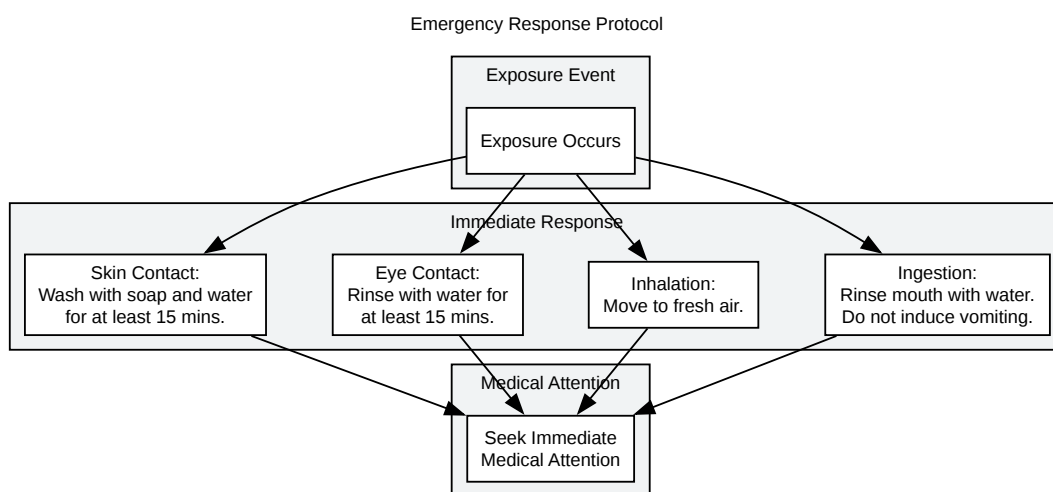 Emergency Response Protocol
Exposure Event
Exposure Occurs
Immediate Response
Skin Contact:
Wash with soap and water
for at least 15 mins.
Eye Contact:
Rinse with water for
at least 15 mins.
Inhalation:
Move to fresh air.
Ingestion:
Rinse mouth with water.
Do not induce vomiting.
Medical Attention
Seek Immediate
Medical Attention